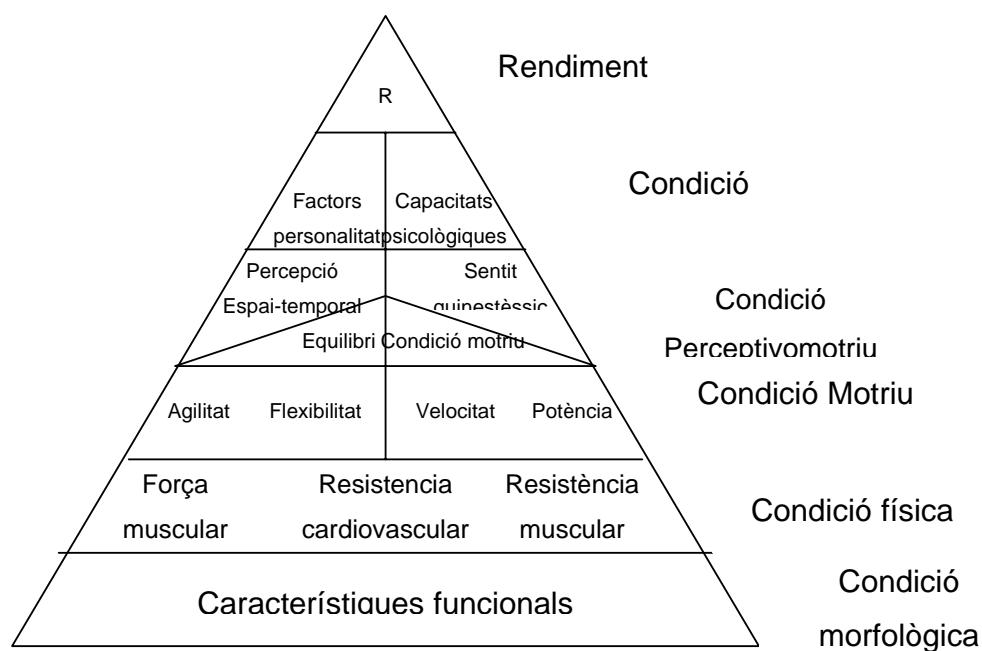 Rendiment
R
Condició
Factors Capacitats
personalitat psicològiques
Percepció Sentit
Espai-temporal quinestèssic
Condició
Equilibri Condició motriu
Perceptivomotriu
Condició Motriu
Agilitat Flexibilitat Velocitat Potència
Força Resistencia Resistència
muscular cardiovascular muscular
Condició física
Característiques funcionals
Condició
morfològica